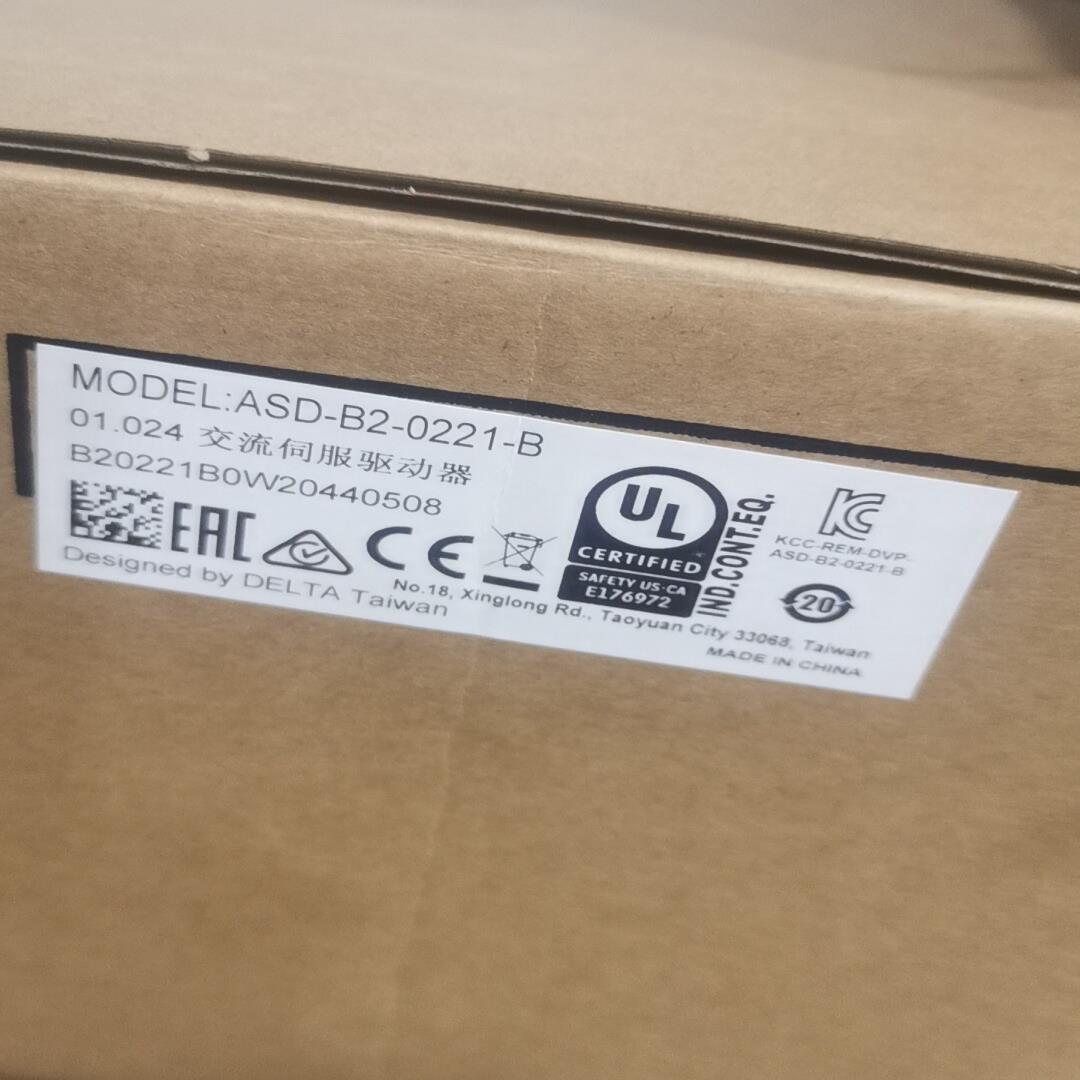 MODEL:ASD-B2-0221-B
01.024 交流伺服驱动器
B20221B0W20440508
EAC
CE
Designed by DELTA Taiwan
No.18, Xinglong Rd., Taoyuan City 33068, Taiwan
MADE IN CHINA
UL
CERTIFIED
SAFETY US·CA
E176972
IND.CONT.EQ.
KC
KCC-REM-DVP-
ASD-B2-0221-B
20